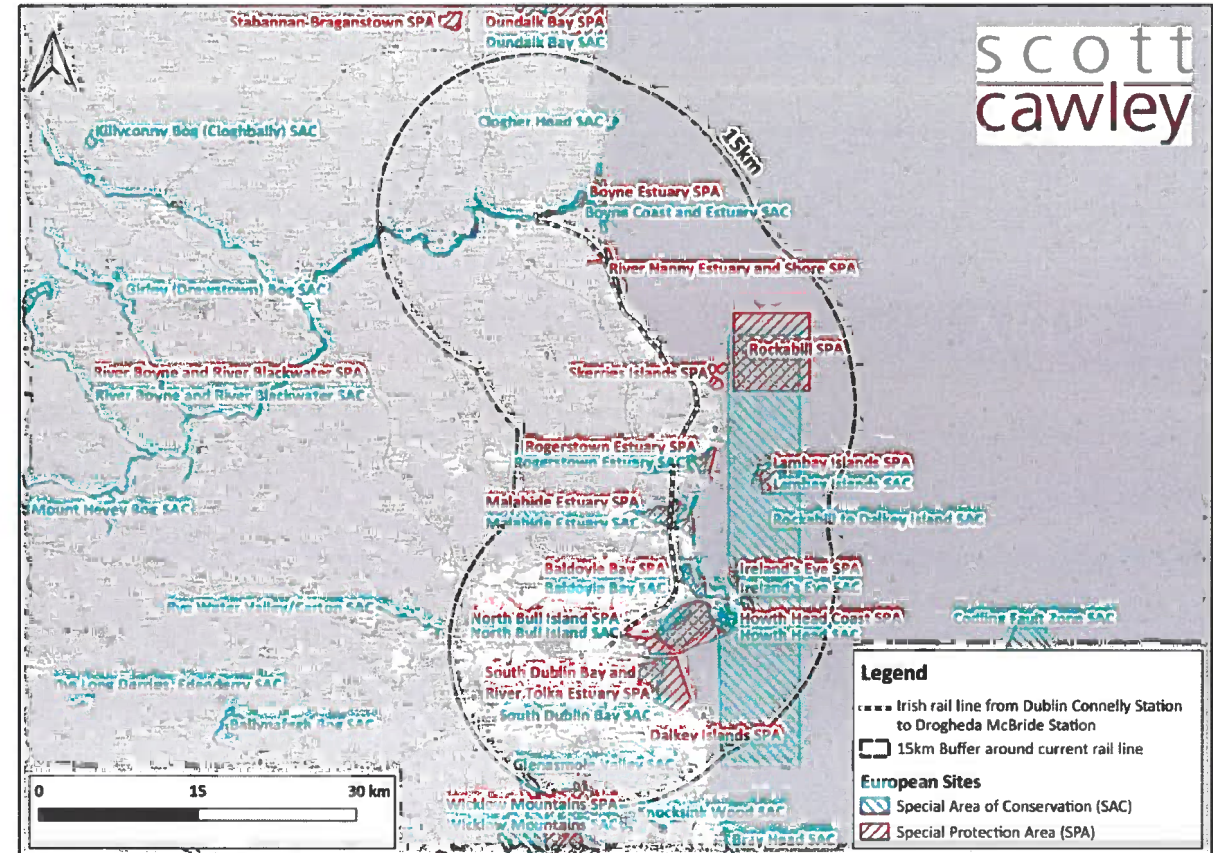 Stabannan-Braganstown SPA
Dundalk Bay SPA
Dundalk Bay SAC
scott
cawley
Killyconny Bog (Cloghbally) SAC
Clogher Head SAC
15km
Boyne Estuary SPA
Boyne Coast and Estuary SAC
River Nanny Estuary and Shore SPA
Girley (Drewstown) Bog SAC
Rockabill SPA
River Boyne and River Blackwater SPA
River Boyne and River Blackwater SAC
Skerries Islands SPA
Rogerstown Estuary SPA
Rogerstown Estuary SAC
Lambay Islands SPA
Lambay Islands SAC
Mount Hevey Bog SAC
Malahide Estuary SPA
Malahide Estuary SAC
Rockabill to Dalkey Island SAC
Baldoyle Bay SPA
Baldoyle Bay SAC
Ireland's Eye SPA
Ireland's Eye SAC
Rye Water Valley/Carton SAC
North Bull Island SPA
North Bull Island SAC
Howth Head Coast SPA
Howth Head SAC
Codling Fault Zone SAC
Long Derries, Edenderry SAC
Ballynafagh SAC
South Dublin Bay and
River Tolka Estuary SPA
South Dublin Bay SAC
Dalkey Islands SPA
Glenasmole Valley SAC
Wicklow Mountains SPA
Wicklow Mountains SAC
nocksink Wood SAC
Bray Head SAC
0 15 30 km
Legend
Irish rail line from Dublin Connelly Station
to Drogheda McBride Station
15km Buffer around current rail line
European Sites
Special Area of Conservation (SAC)
Special Protection Area (SPA)